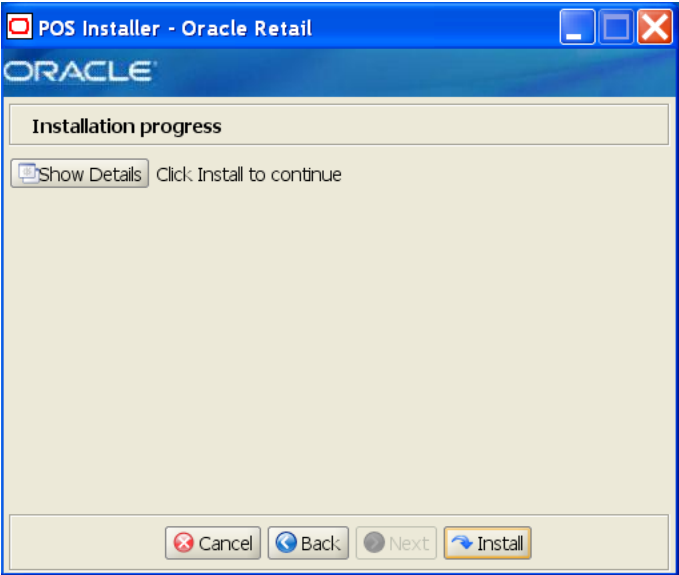 POS Installer - Oracle Retail
ORACLE
Installation progress
Show Details Click Install to continue
Cancel Back Next Install